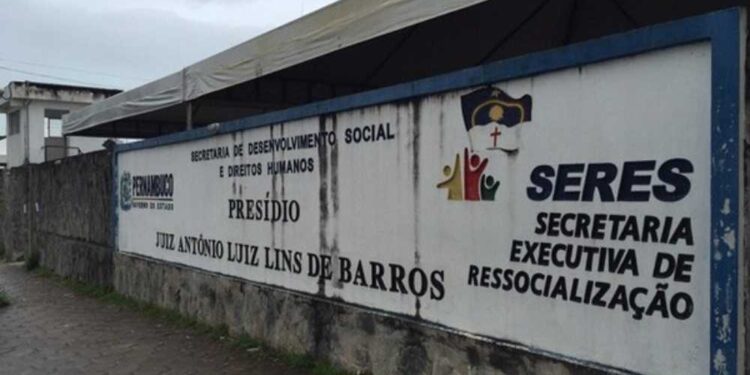 SECRETARIA DE DESENVOLVIMENTO SOCIAL
E DIREITOS HUMANOS
PERNAMBUCO
GOVERNO DO ESTADO
PRESÍDIO
JUIZ ANTÔNIO LUIZ LINS DE BARROS
SERES
SECRETARIA
EXECUTIVA DE
RESSOCIALIZAÇÃO